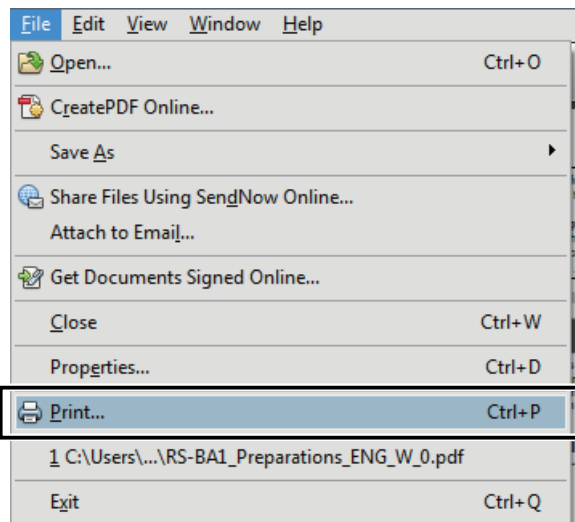 File Edit View Window Help
Open... Ctrl+O
CreatePDF Online...
Save As
Share Files Using SendNow Online...
Attach to Email...
Get Documents Signed Online...
Close Ctrl+W
Properties... Ctrl+D
Print... Ctrl+P
1 C:\Users\...\RS-BA1_Preparations_ENG_W_0.pdf
Exit Ctrl+Q